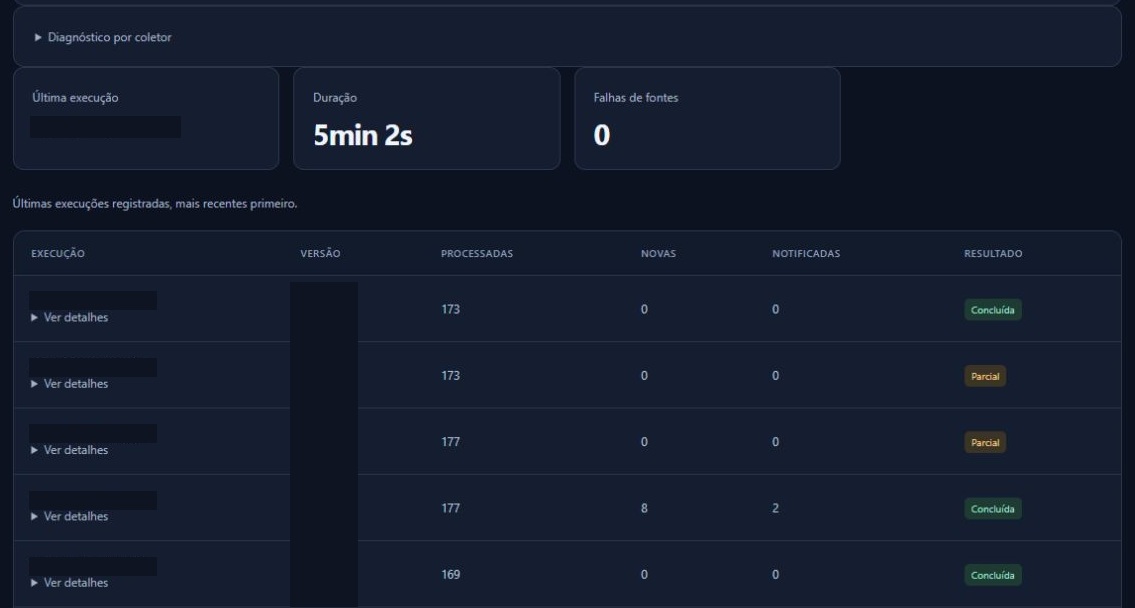 ▶ Diagnóstico por coletor
Última execução
Duração
5min 2s
Falhas de fontes
0
Últimas execuções registradas, mais recentes primeiro.
EXECUÇÃO VERSÃO PROCESSADAS NOVAS NOTIFICADAS RESULTADO
173 0 0 Concluída
▶ Ver detalhes
173 0 0 Parcial
▶ Ver detalhes
177 0 0 Parcial
▶ Ver detalhes
177 8 2 Concluída
▶ Ver detalhes
169 0 0 Concluída
▶ Ver detalhes